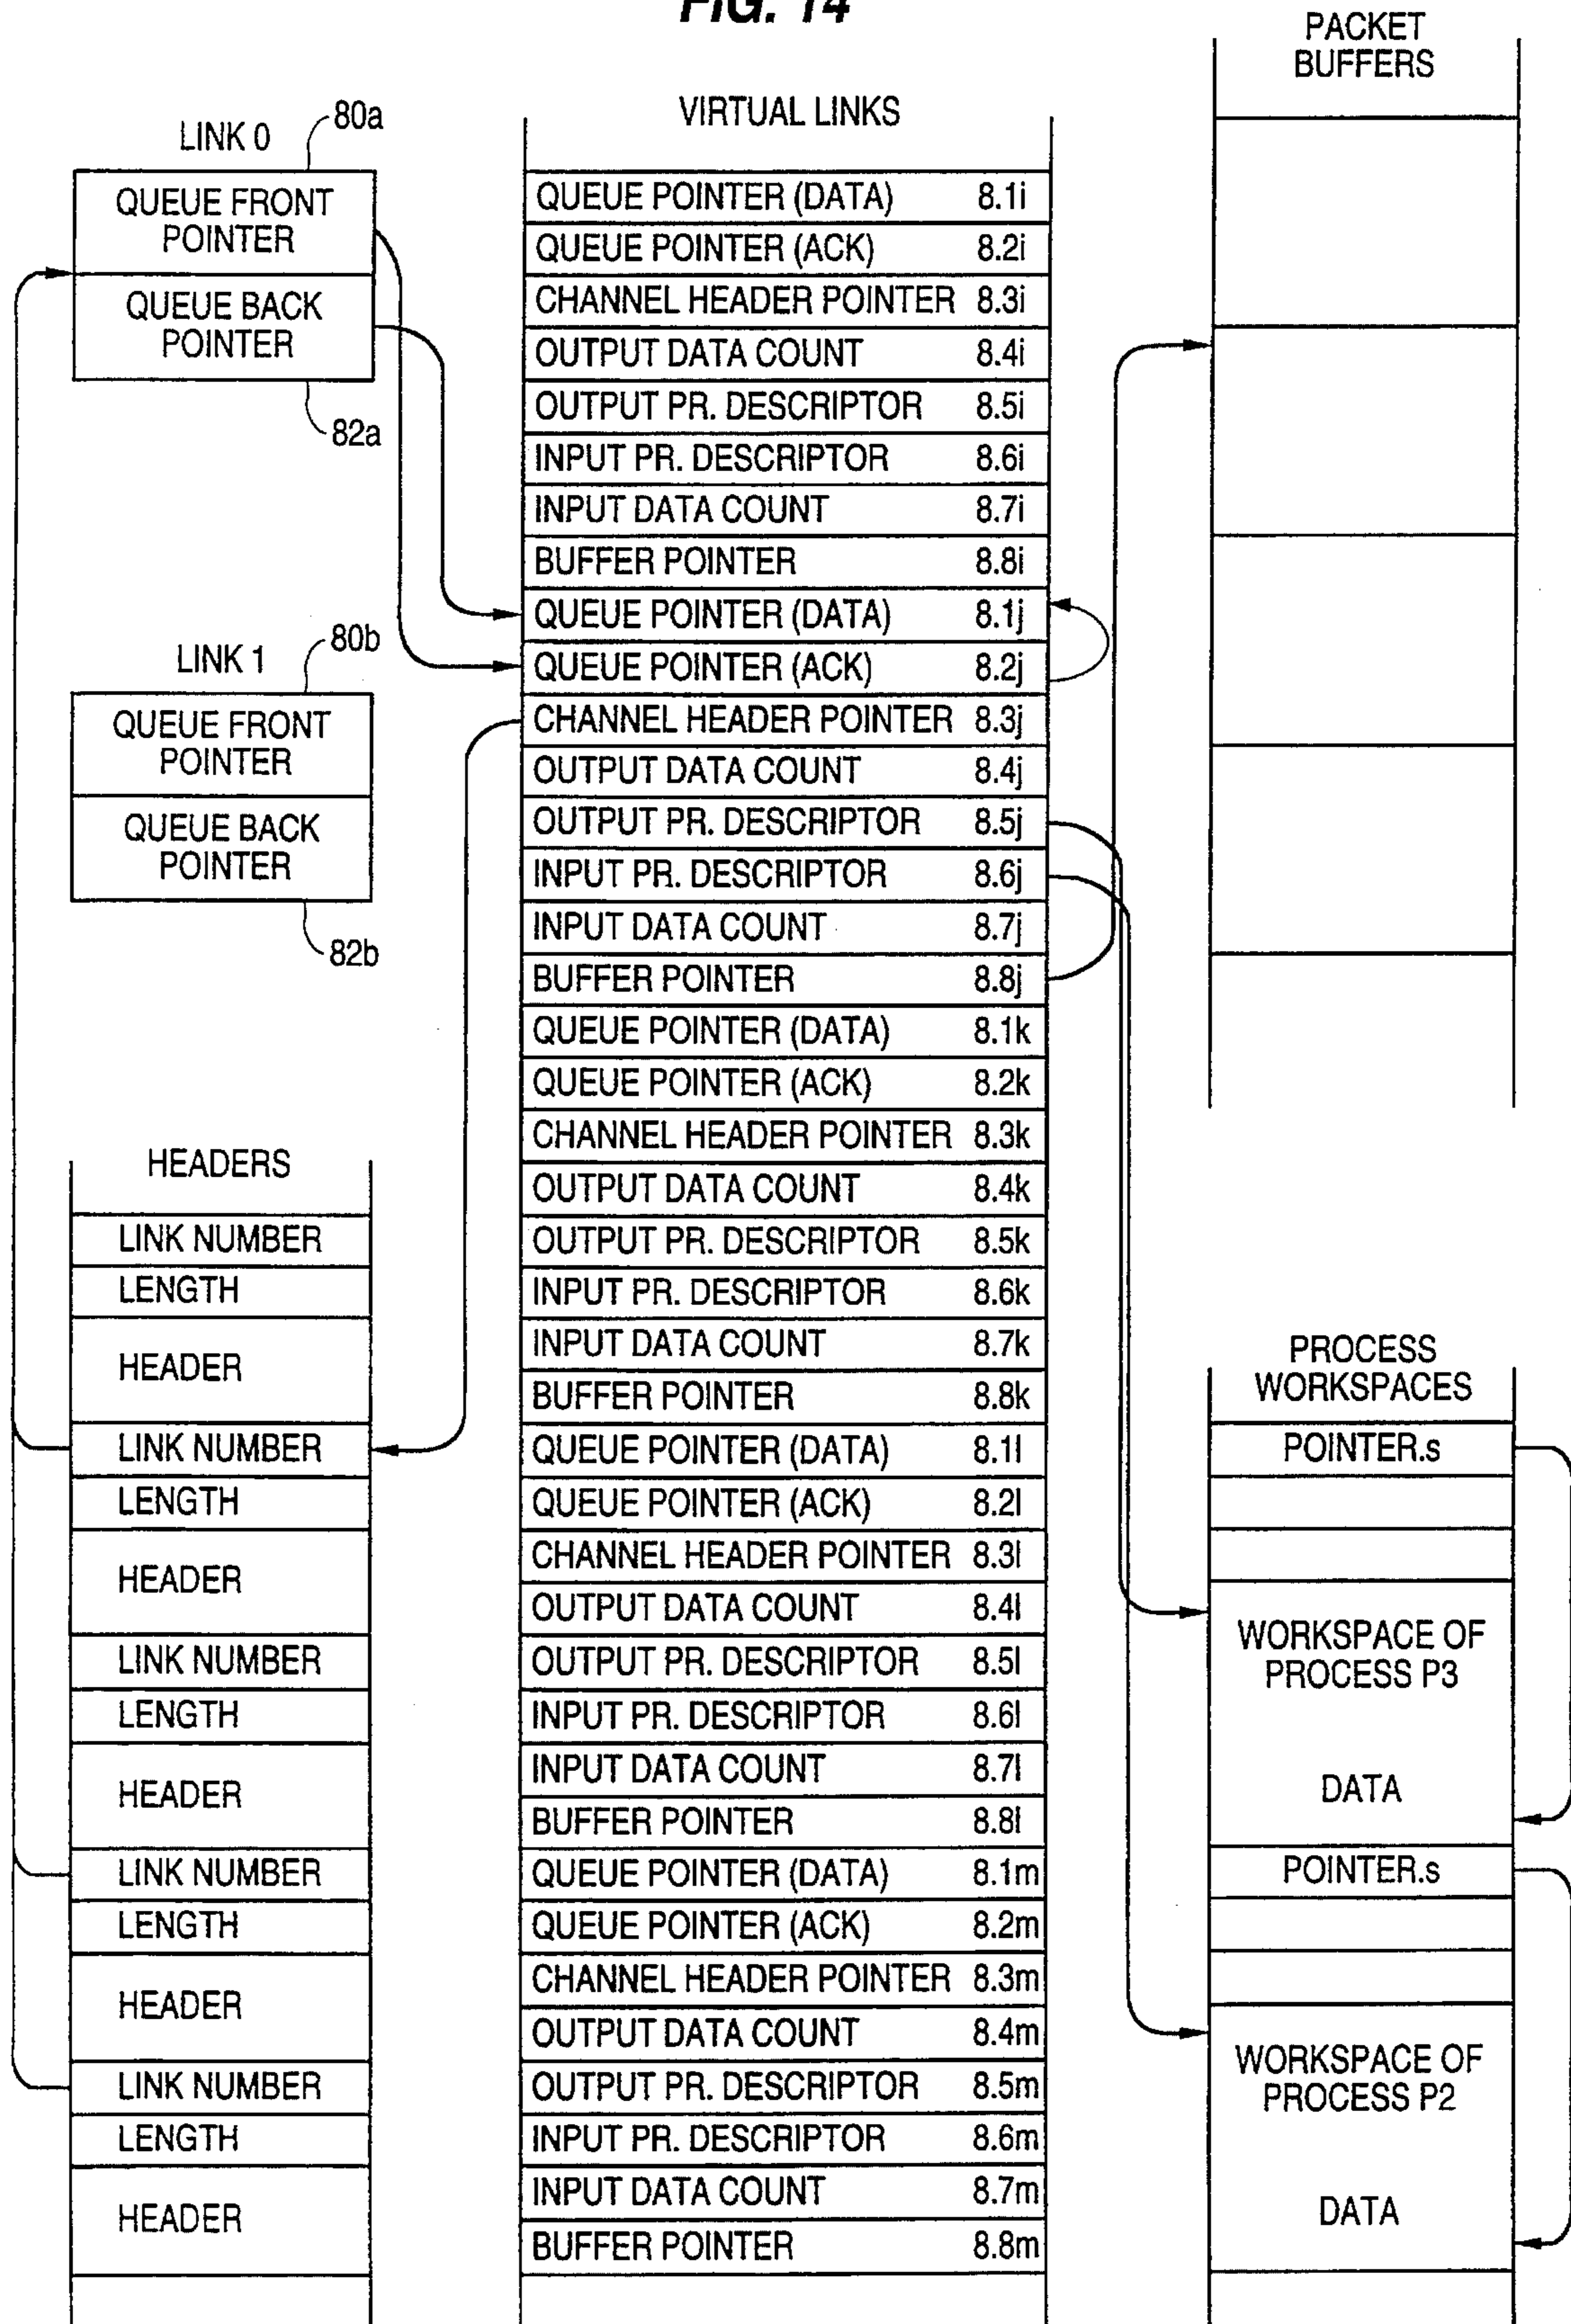 FIG. 14
LINK 0
80a
QUEUE FRONT
POINTER
QUEUE BACK
POINTER
82a
LINK 1
80b
QUEUE FRONT
POINTER
QUEUE BACK
POINTER
82b
HEADERS
LINK NUMBER
LENGTH
HEADER
LINK NUMBER
LENGTH
HEADER
LINK NUMBER
LENGTH
HEADER
LINK NUMBER
LENGTH
HEADER
LINK NUMBER
LENGTH
HEADER
VIRTUAL LINKS
QUEUE POINTER (DATA) 8.1i
QUEUE POINTER (ACK) 8.2i
CHANNEL HEADER POINTER 8.3i
OUTPUT DATA COUNT 8.4i
OUTPUT PR. DESCRIPTOR 8.5i
INPUT PR. DESCRIPTOR 8.6i
INPUT DATA COUNT 8.7i
BUFFER POINTER 8.8i
QUEUE POINTER (DATA) 8.1j
QUEUE POINTER (ACK) 8.2j
CHANNEL HEADER POINTER 8.3j
OUTPUT DATA COUNT 8.4j
OUTPUT PR. DESCRIPTOR 8.5j
INPUT PR. DESCRIPTOR 8.6j
INPUT DATA COUNT 8.7j
BUFFER POINTER 8.8j
QUEUE POINTER (DATA) 8.1k
QUEUE POINTER (ACK) 8.2k
CHANNEL HEADER POINTER 8.3k
OUTPUT DATA COUNT 8.4k
OUTPUT PR. DESCRIPTOR 8.5k
INPUT PR. DESCRIPTOR 8.6k
INPUT DATA COUNT 8.7k
BUFFER POINTER 8.8k
QUEUE POINTER (DATA) 8.1l
QUEUE POINTER (ACK) 8.2l
CHANNEL HEADER POINTER 8.3l
OUTPUT DATA COUNT 8.4l
OUTPUT PR. DESCRIPTOR 8.5l
INPUT PR. DESCRIPTOR 8.6l
INPUT DATA COUNT 8.7l
BUFFER POINTER 8.8l
QUEUE POINTER (DATA) 8.1m
QUEUE POINTER (ACK) 8.2m
CHANNEL HEADER POINTER 8.3m
OUTPUT DATA COUNT 8.4m
OUTPUT PR. DESCRIPTOR 8.5m
INPUT PR. DESCRIPTOR 8.6m
INPUT DATA COUNT 8.7m
BUFFER POINTER 8.8m
PACKET
BUFFERS
PROCESS
WORKSPACES
POINTER.s
WORKSPACE OF
PROCESS P3
DATA
POINTER.s
WORKSPACE OF
PROCESS P2
DATA